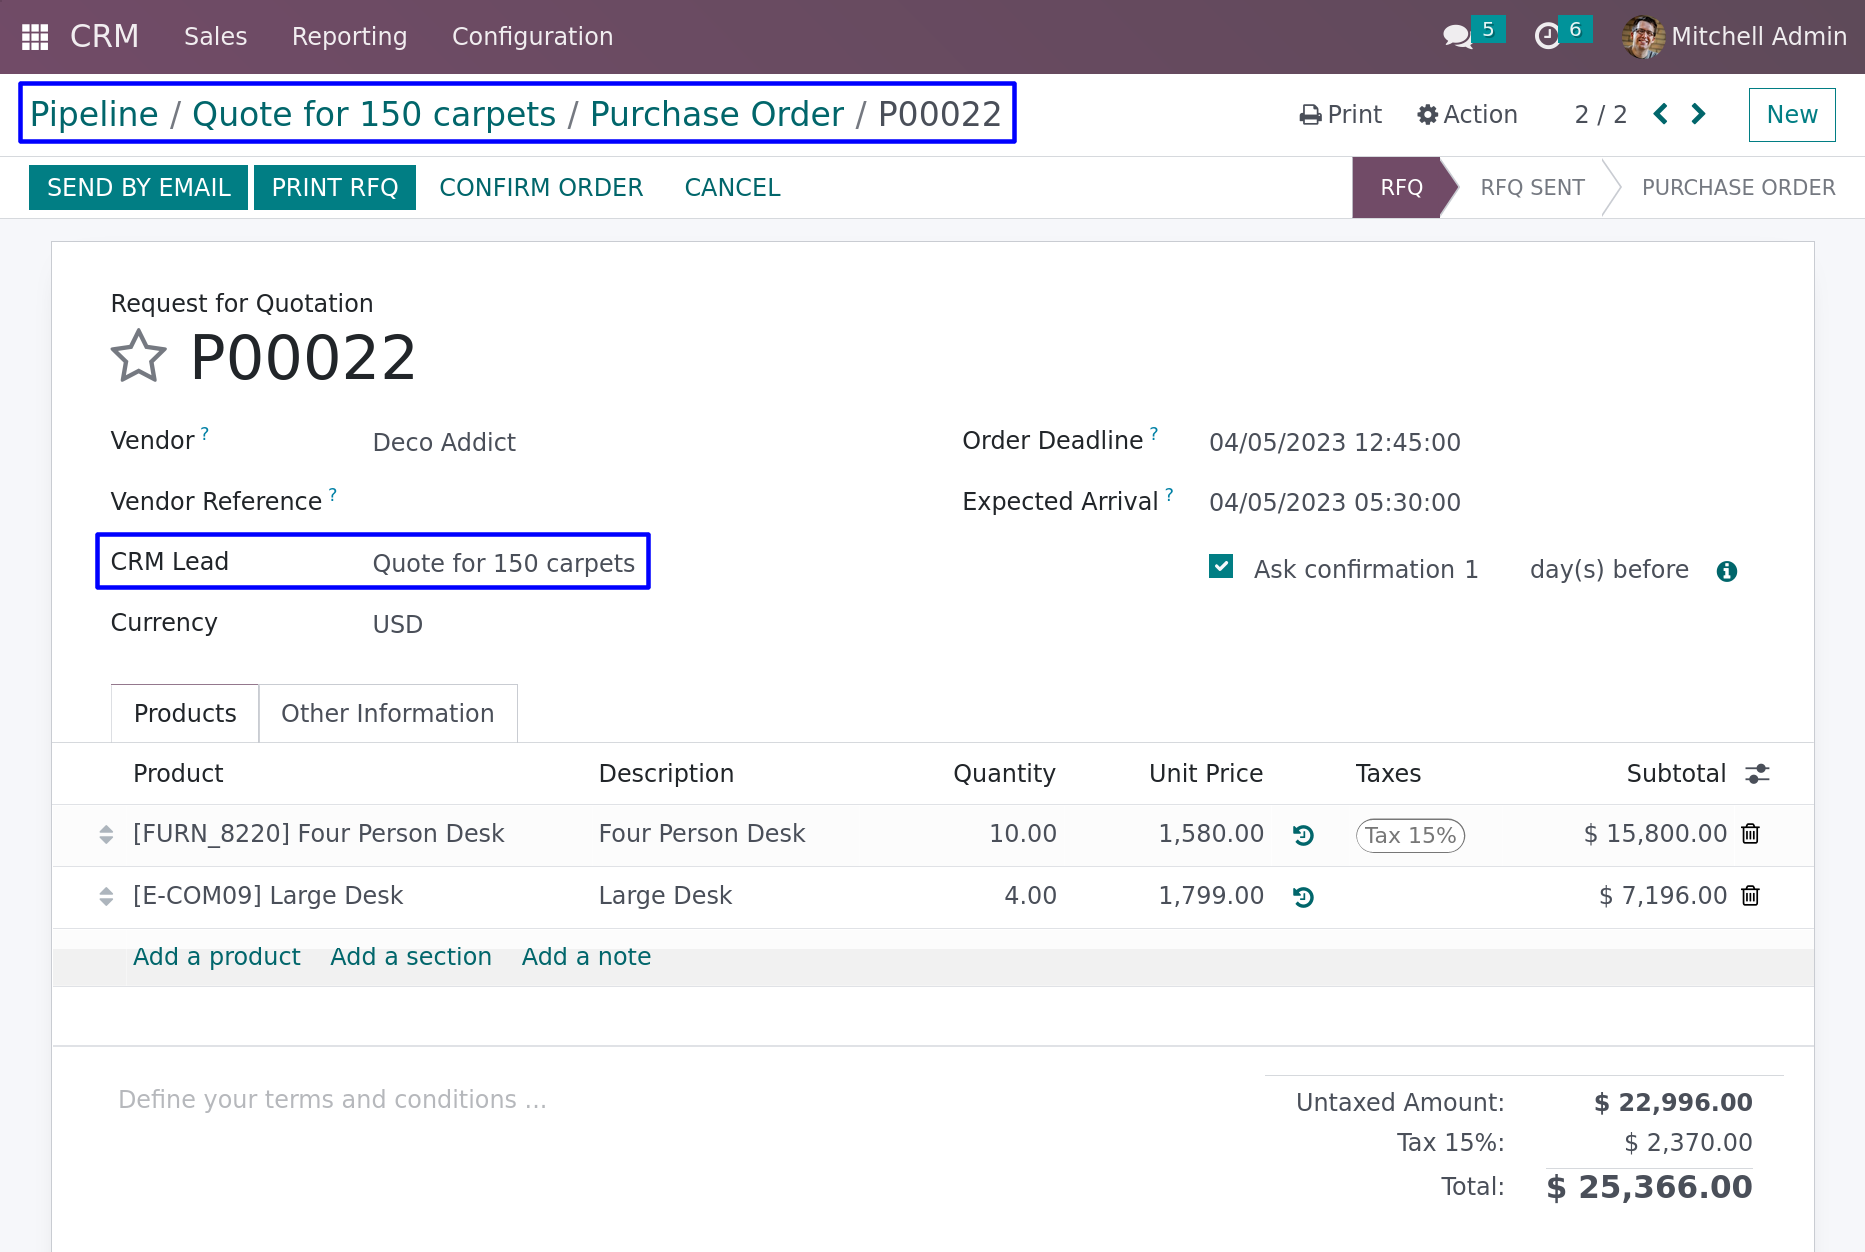 CRM Sales Reporting Configuration 5 6 Mitchell Admin
Pipeline / Quote for 150 carpets / Purchase Order / P00022 Print Action 2 / 2 New
SEND BY EMAIL PRINT RFQ CONFIRM ORDER CANCEL RFQ RFQ SENT PURCHASE ORDER
Request for Quotation
P00022
Vendor ? Deco Addict Order Deadline ? 04/05/2023 12:45:00
Vendor Reference ? Expected Arrival ? 04/05/2023 05:30:00
CRM Lead Quote for 150 carpets Ask confirmation 1 day(s) before
Currency USD
Products Other Information
Product Description Quantity Unit Price Taxes Subtotal
[FURN_8220] Four Person Desk Four Person Desk 10.00 1,580.00 Tax 15% $ 15,800.00
[E-COM09] Large Desk Large Desk 4.00 1,799.00 $ 7,196.00
Add a product Add a section Add a note
Define your terms and conditions ... Untaxed Amount: $ 22,996.00
Tax 15%: $ 2,370.00
Total: $ 25,366.00